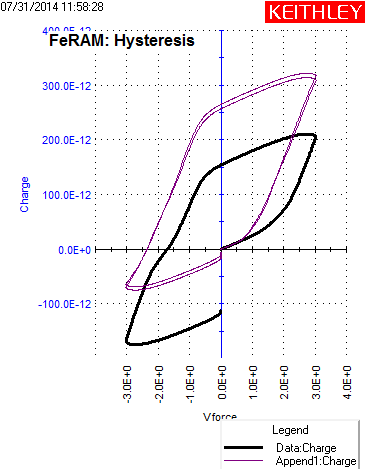 07/31/2014 11:58:28
KEITHLEY
FeRAM: Hysteresis
400.0E-12
300.0E-12
200.0E-12
100.0E-12
0.0E+0
-100.0E-12
Charge
-3.0E+0
-2.0E+0
-1.0E+0
0.0E+0
1.0E+0
2.0E+0
3.0E+0
4.0E+0
Vforce
Legend
Data:Charge
Append1:Charge